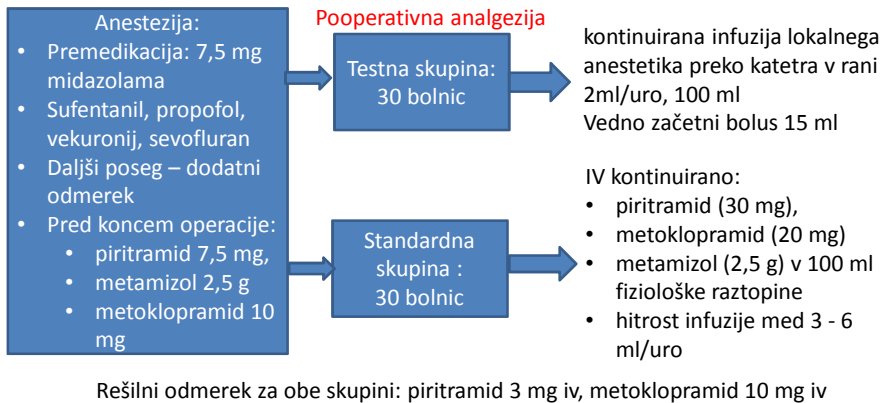 Anestezija:
• Premedikacija: 7,5 mg
midazolama
• Sufentanil, propofol,
vekuronij, sevofluran
• Daljši poseg – dodatni
odmerek
• Pred koncem operacije:
• piritramid 7,5 mg,
• metamizol 2,5 g
• metoklopramid 10
mg
Pooperativna analgezija
Testna skupina:
30 bolnic
kontinuirana infuzija lokalnega
anestetika preko katetra v rani
2ml/uro, 100 ml
Vedno začetni bolus 15 ml
Standardna
skupina :
30 bolnic
IV kontinuirano:
• piritramid (30 mg),
• metoklopramid (20 mg)
• metamizol (2,5 g) v 100 ml
fiziološke raztopine
• hitrost infuzije med 3 - 6
ml/uro
Rešilni odmerek za obe skupini: piritramid 3 mg iv, metoklopramid 10 mg iv